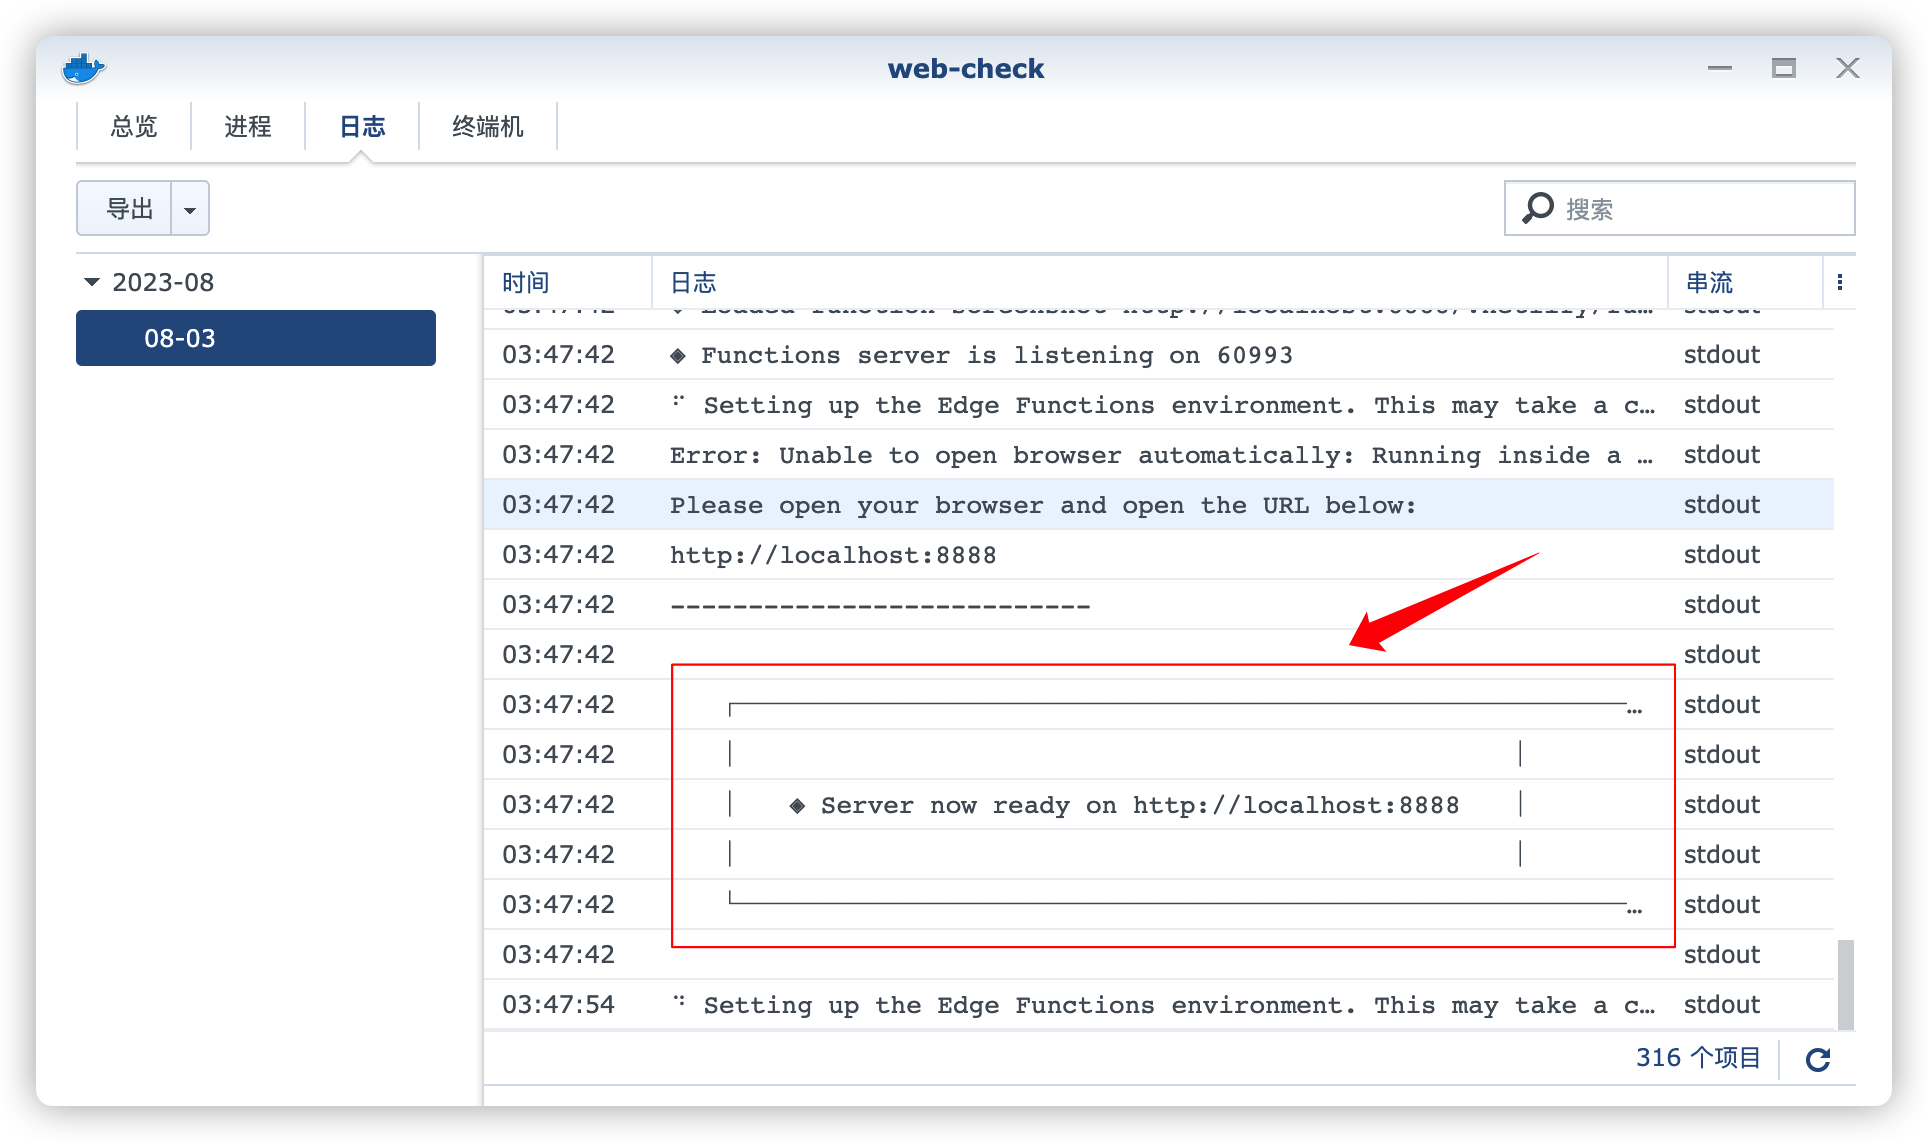 web-check
总览 进程 日志 终端机
导出 搜索
2023-08
08-03
时间 日志 串流
03:47:42 ◈ Functions server is listening on 60993 stdout
03:47:42 ⠋ Setting up the Edge Functions environment. This may take a c… stdout
03:47:42 Error: Unable to open browser automatically: Running inside a … stdout
03:47:42 Please open your browser and open the URL below: stdout
03:47:42 http://localhost:8888 stdout
03:47:42 --------------------------- stdout
03:47:42 stdout
03:47:42 ┌─────────────────────────────────────────────────… stdout
03:47:42 │ │ stdout
03:47:42 │ ◈ Server now ready on http://localhost:8888 │ stdout
03:47:42 │ │ stdout
03:47:42 └─────────────────────────────────────────────────… stdout
03:47:42 stdout
03:47:54 ⠙ Setting up the Edge Functions environment. This may take a c… stdout
316 个项目